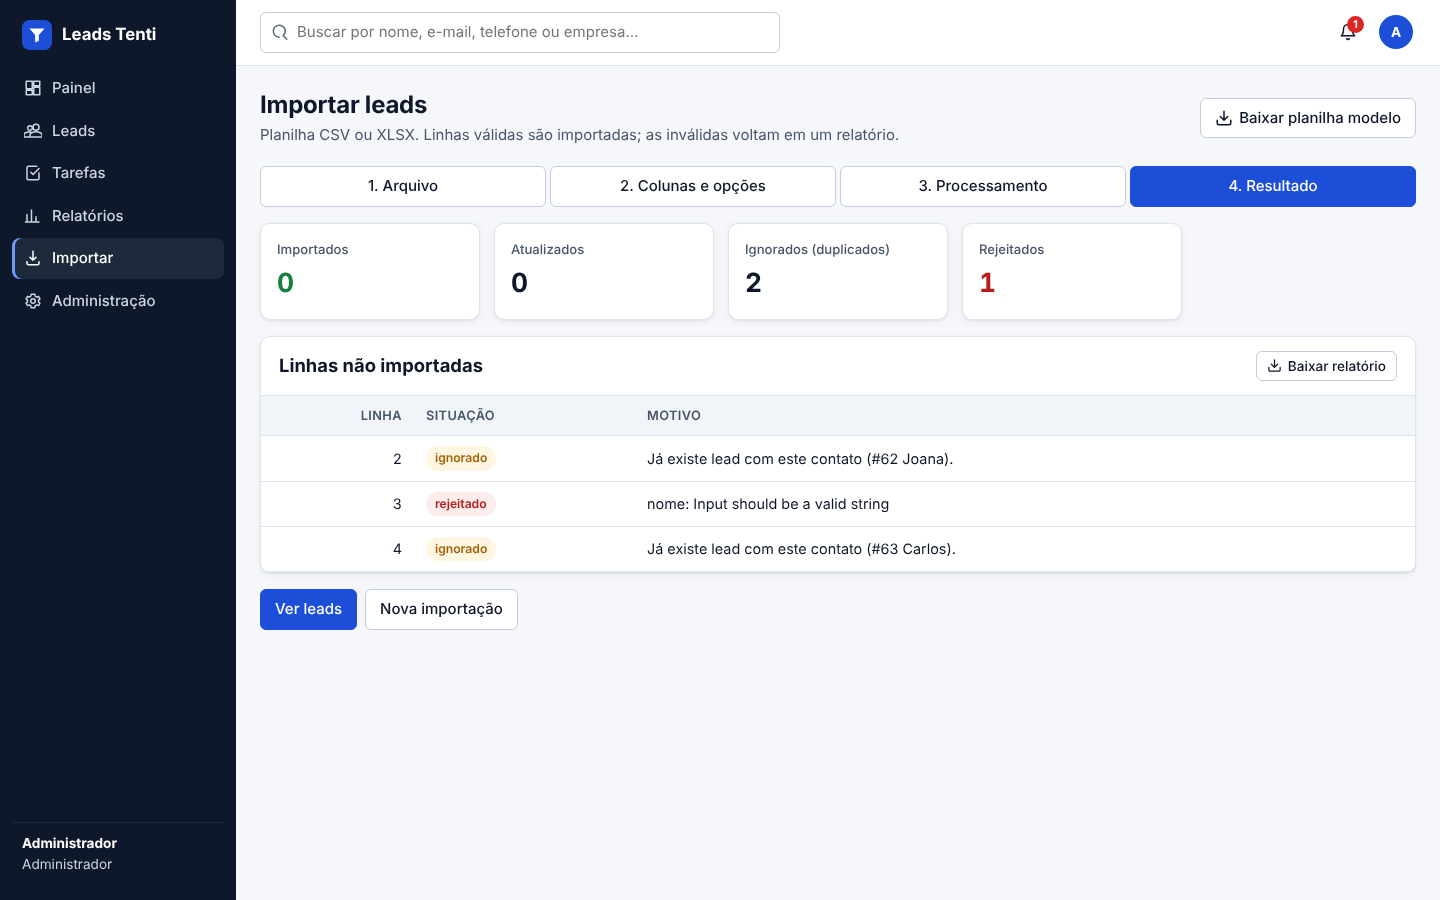 Leads Tenti
Painel
Leads
Tarefas
Relatórios
Importar
Administração
Administrador
Administrador
Buscar por nome, e-mail, telefone ou empresa...
1
A
Importar leads
Planilha CSV ou XLSX. Linhas válidas são importadas; as inválidas voltam em um relatório.
Baixar planilha modelo
1. Arquivo
2. Colunas e opções
3. Processamento
4. Resultado
Importados
0
Atualizados
0
Ignorados (duplicados)
2
Rejeitados
1
Linhas não importadas
Baixar relatório
LINHA SITUAÇÃO MOTIVO
2 ignorado Já existe lead com este contato (#62 Joana).
3 rejeitado nome: Input should be a valid string
4 ignorado Já existe lead com este contato (#63 Carlos).
Ver leads
Nova importação